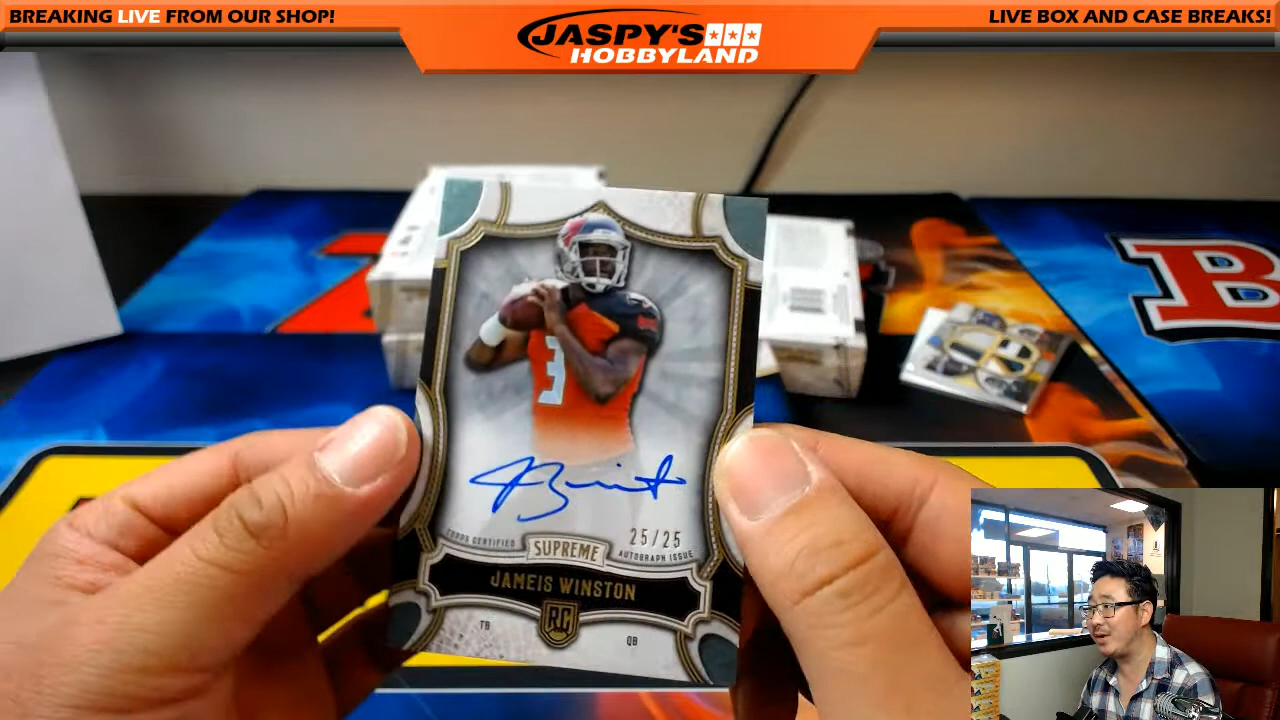 BREAKING LIVE FROM OUR SHOP!
JASPY'S
HOBBYLAND
LIVE BOX AND CASE BREAKS!
3
25/25
TOPPS CERTIFIED
SUPREME
AUTOGRAPH ISSUE
JAMEIS WINSTON
RC
TB
QB
B